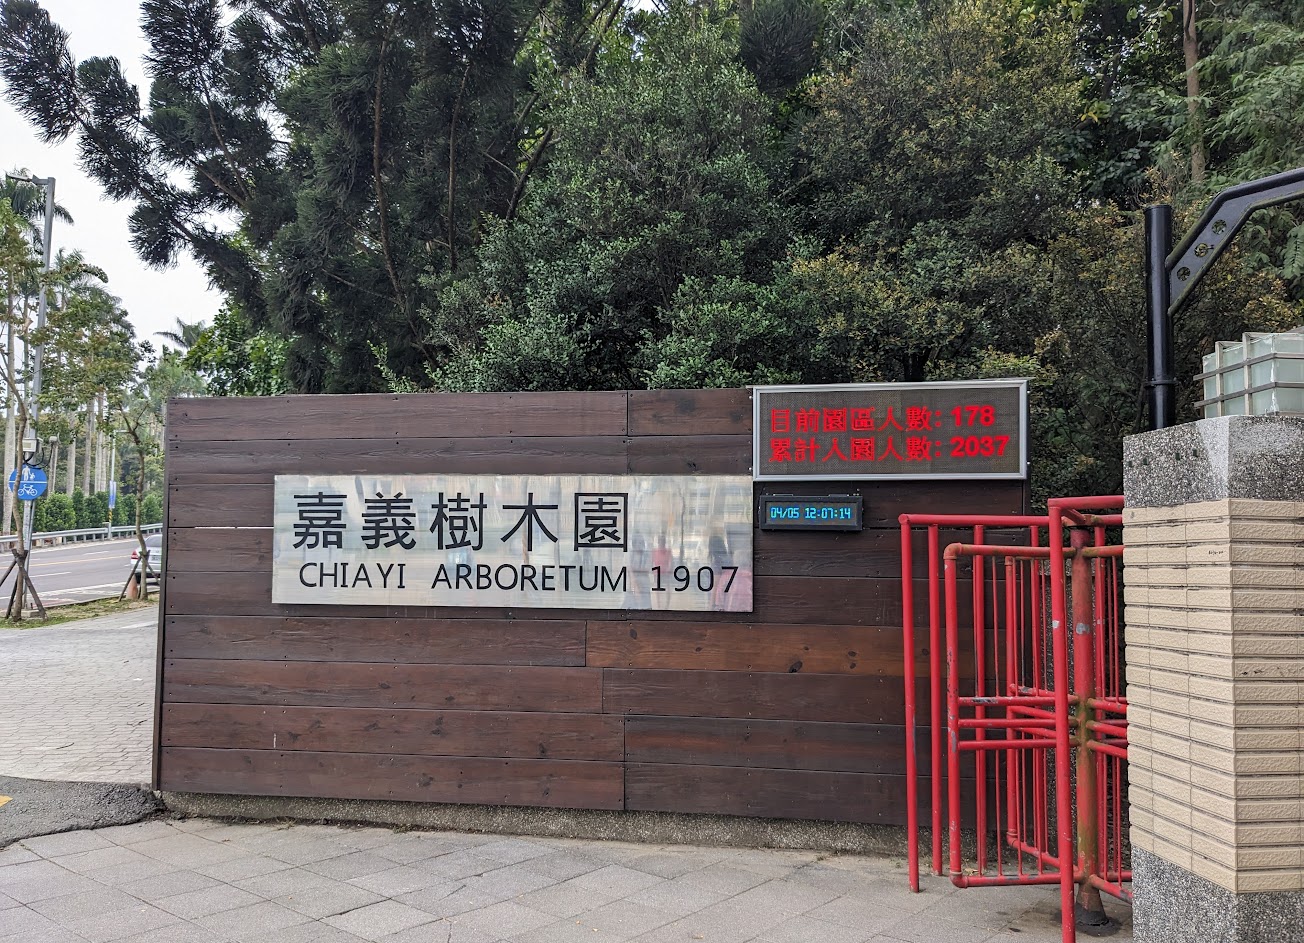 嘉義樹木園
CHIAYI ARBORETUM 1907
目前園區人數: 178
累計入園人數: 2037
04/05 12-07:14